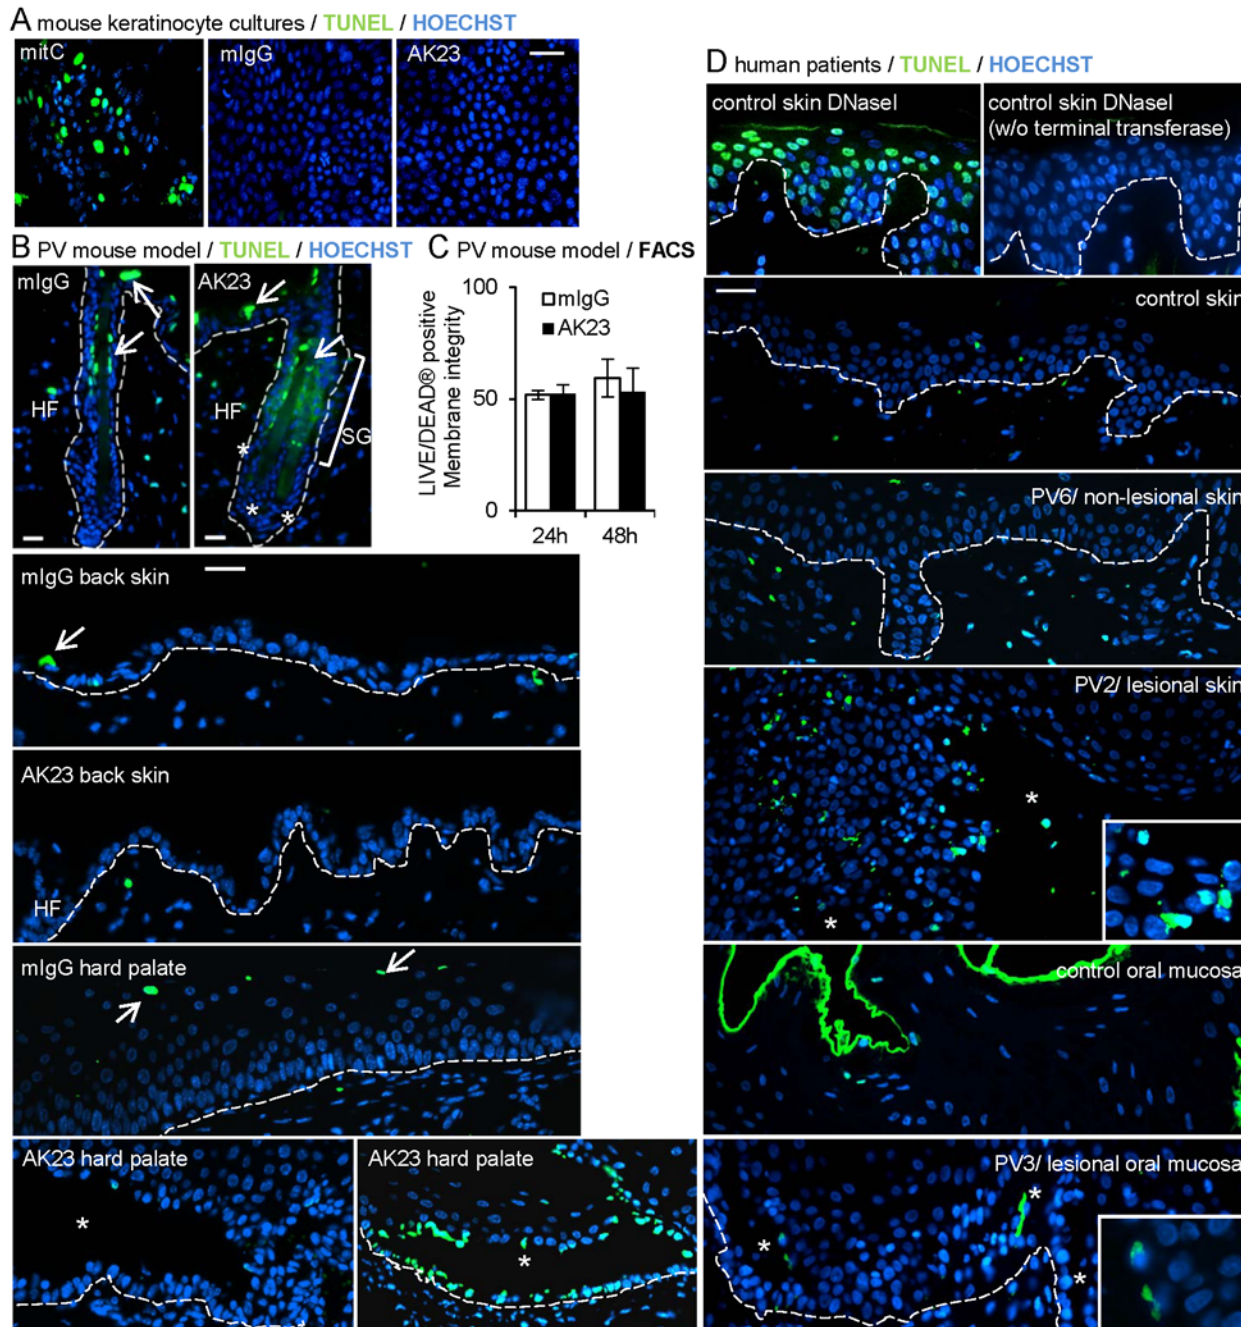 A mouse keratinocyte cultures / TUNEL / HOECHST
mitC
mIgG
AK23
B PV mouse model / TUNEL / HOECHST
mIgG
AK23
HF
HF
SG
*
*
*
C PV mouse model / FACS
100
50
0
LIVE/DEAD® positive
Membrane integrity
mIgG
AK23
24h
48h
mIgG back skin
AK23 back skin
HF
mIgG hard palate
AK23 hard palate
*
AK23 hard palate
*
D human patients / TUNEL / HOECHST
control skin DNaseI
control skin DNaseI
(w/o terminal transferase)
control skin
PV6/ non-lesional skin
PV2/ lesional skin
*
*
control oral mucosa
PV3/ lesional oral mucosa
*
*
*